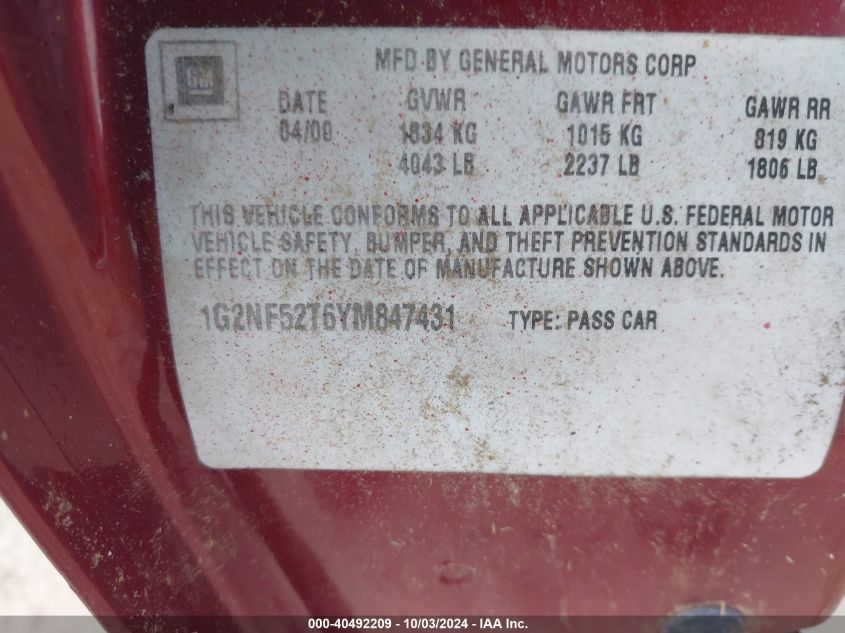 GM
MFD BY GENERAL MOTORS CORP
DATE GVWR GAWR FRT GAWR RR
04/00 1834 KG 1015 KG 819 KG
4043 LB 2237 LB 1806 LB
THIS VEHICLE CONFORMS TO ALL APPLICABLE U.S. FEDERAL MOTOR
VEHICLE SAFETY, BUMPER, AND THEFT PREVENTION STANDARDS IN
EFFECT ON THE DATE OF MANUFACTURE SHOWN ABOVE.
1G2NF52T6YM847431 TYPE: PASS CAR
000-40492209 - 10/03/2024 - IAA Holdings, LLC.